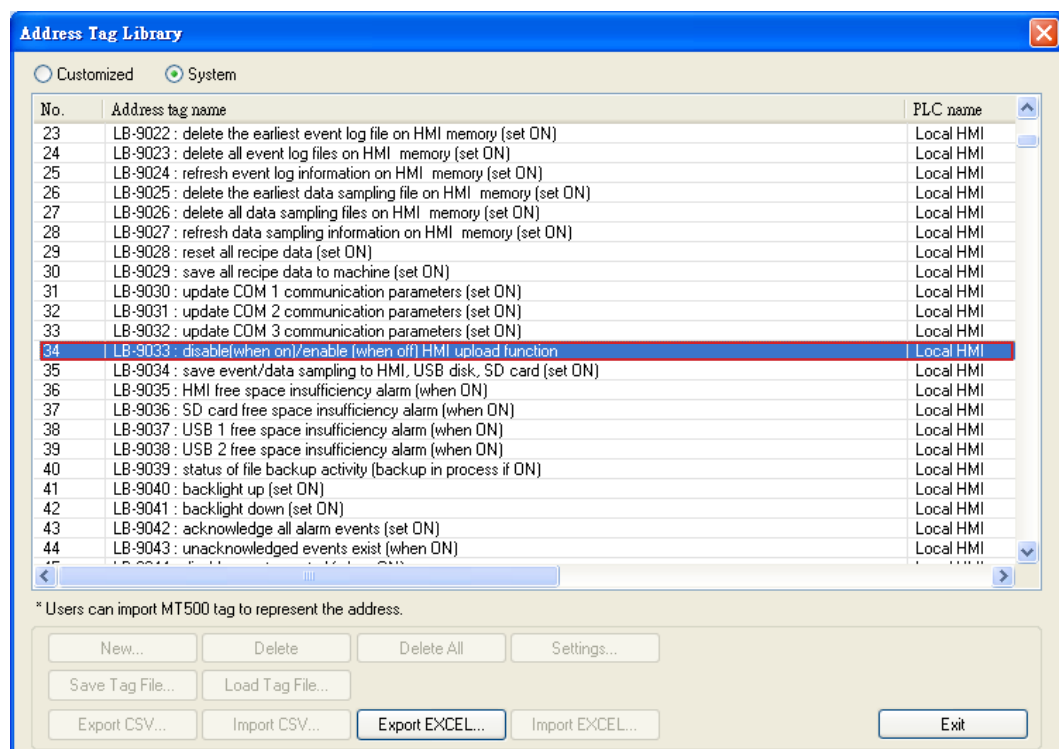 Address Tag Library
Customized System
No. Address tag name PLC name
23 LB-9022 : delete the earliest event log file on HMI memory (set ON) Local HMI
24 LB-9023 : delete all event log files on HMI  memory (set ON) Local HMI
25 LB-9024 : refresh event log information on HMI  memory (set ON) Local HMI
26 LB-9025 : delete the earliest data sampling file on HMI  memory (set ON) Local HMI
27 LB-9026 : delete all data sampling files on HMI  memory (set ON) Local HMI
28 LB-9027 : refresh data sampling information on HMI  memory (set ON) Local HMI
29 LB-9028 : reset all recipe data (set ON) Local HMI
30 LB-9029 : save all recipe data to machine (set ON) Local HMI
31 LB-9030 : update COM 1 communication parameters (set ON) Local HMI
32 LB-9031 : update COM 2 communication parameters (set ON) Local HMI
33 LB-9032 : update COM 3 communication parameters (set ON) Local HMI
34 LB-9033 : disable(when on)/enable (when off) HMI upload function Local HMI
35 LB-9034 : save event/data sampling to HMI, USB disk, SD card (set ON) Local HMI
36 LB-9035 : HMI free space insufficiency alarm (when ON) Local HMI
37 LB-9036 : SD card free space insufficiency alarm (when ON) Local HMI
38 LB-9037 : USB 1 free space insufficiency alarm (when ON) Local HMI
39 LB-9038 : USB 2 free space insufficiency alarm (when ON) Local HMI
40 LB-9039 : status of file backup activity (backup in process if ON) Local HMI
41 LB-9040 : backlight up (set ON) Local HMI
42 LB-9041 : backlight down (set ON) Local HMI
43 LB-9042 : acknowledge all alarm events (set ON) Local HMI
44 LB-9043 : unacknowledged events exist (when ON) Local HMI
* Users can import MT500 tag to represent the address.
New... Delete Delete All Settings...
Save Tag File... Load Tag File...
Export CSV... Import CSV... Export EXCEL... Import EXCEL... Exit